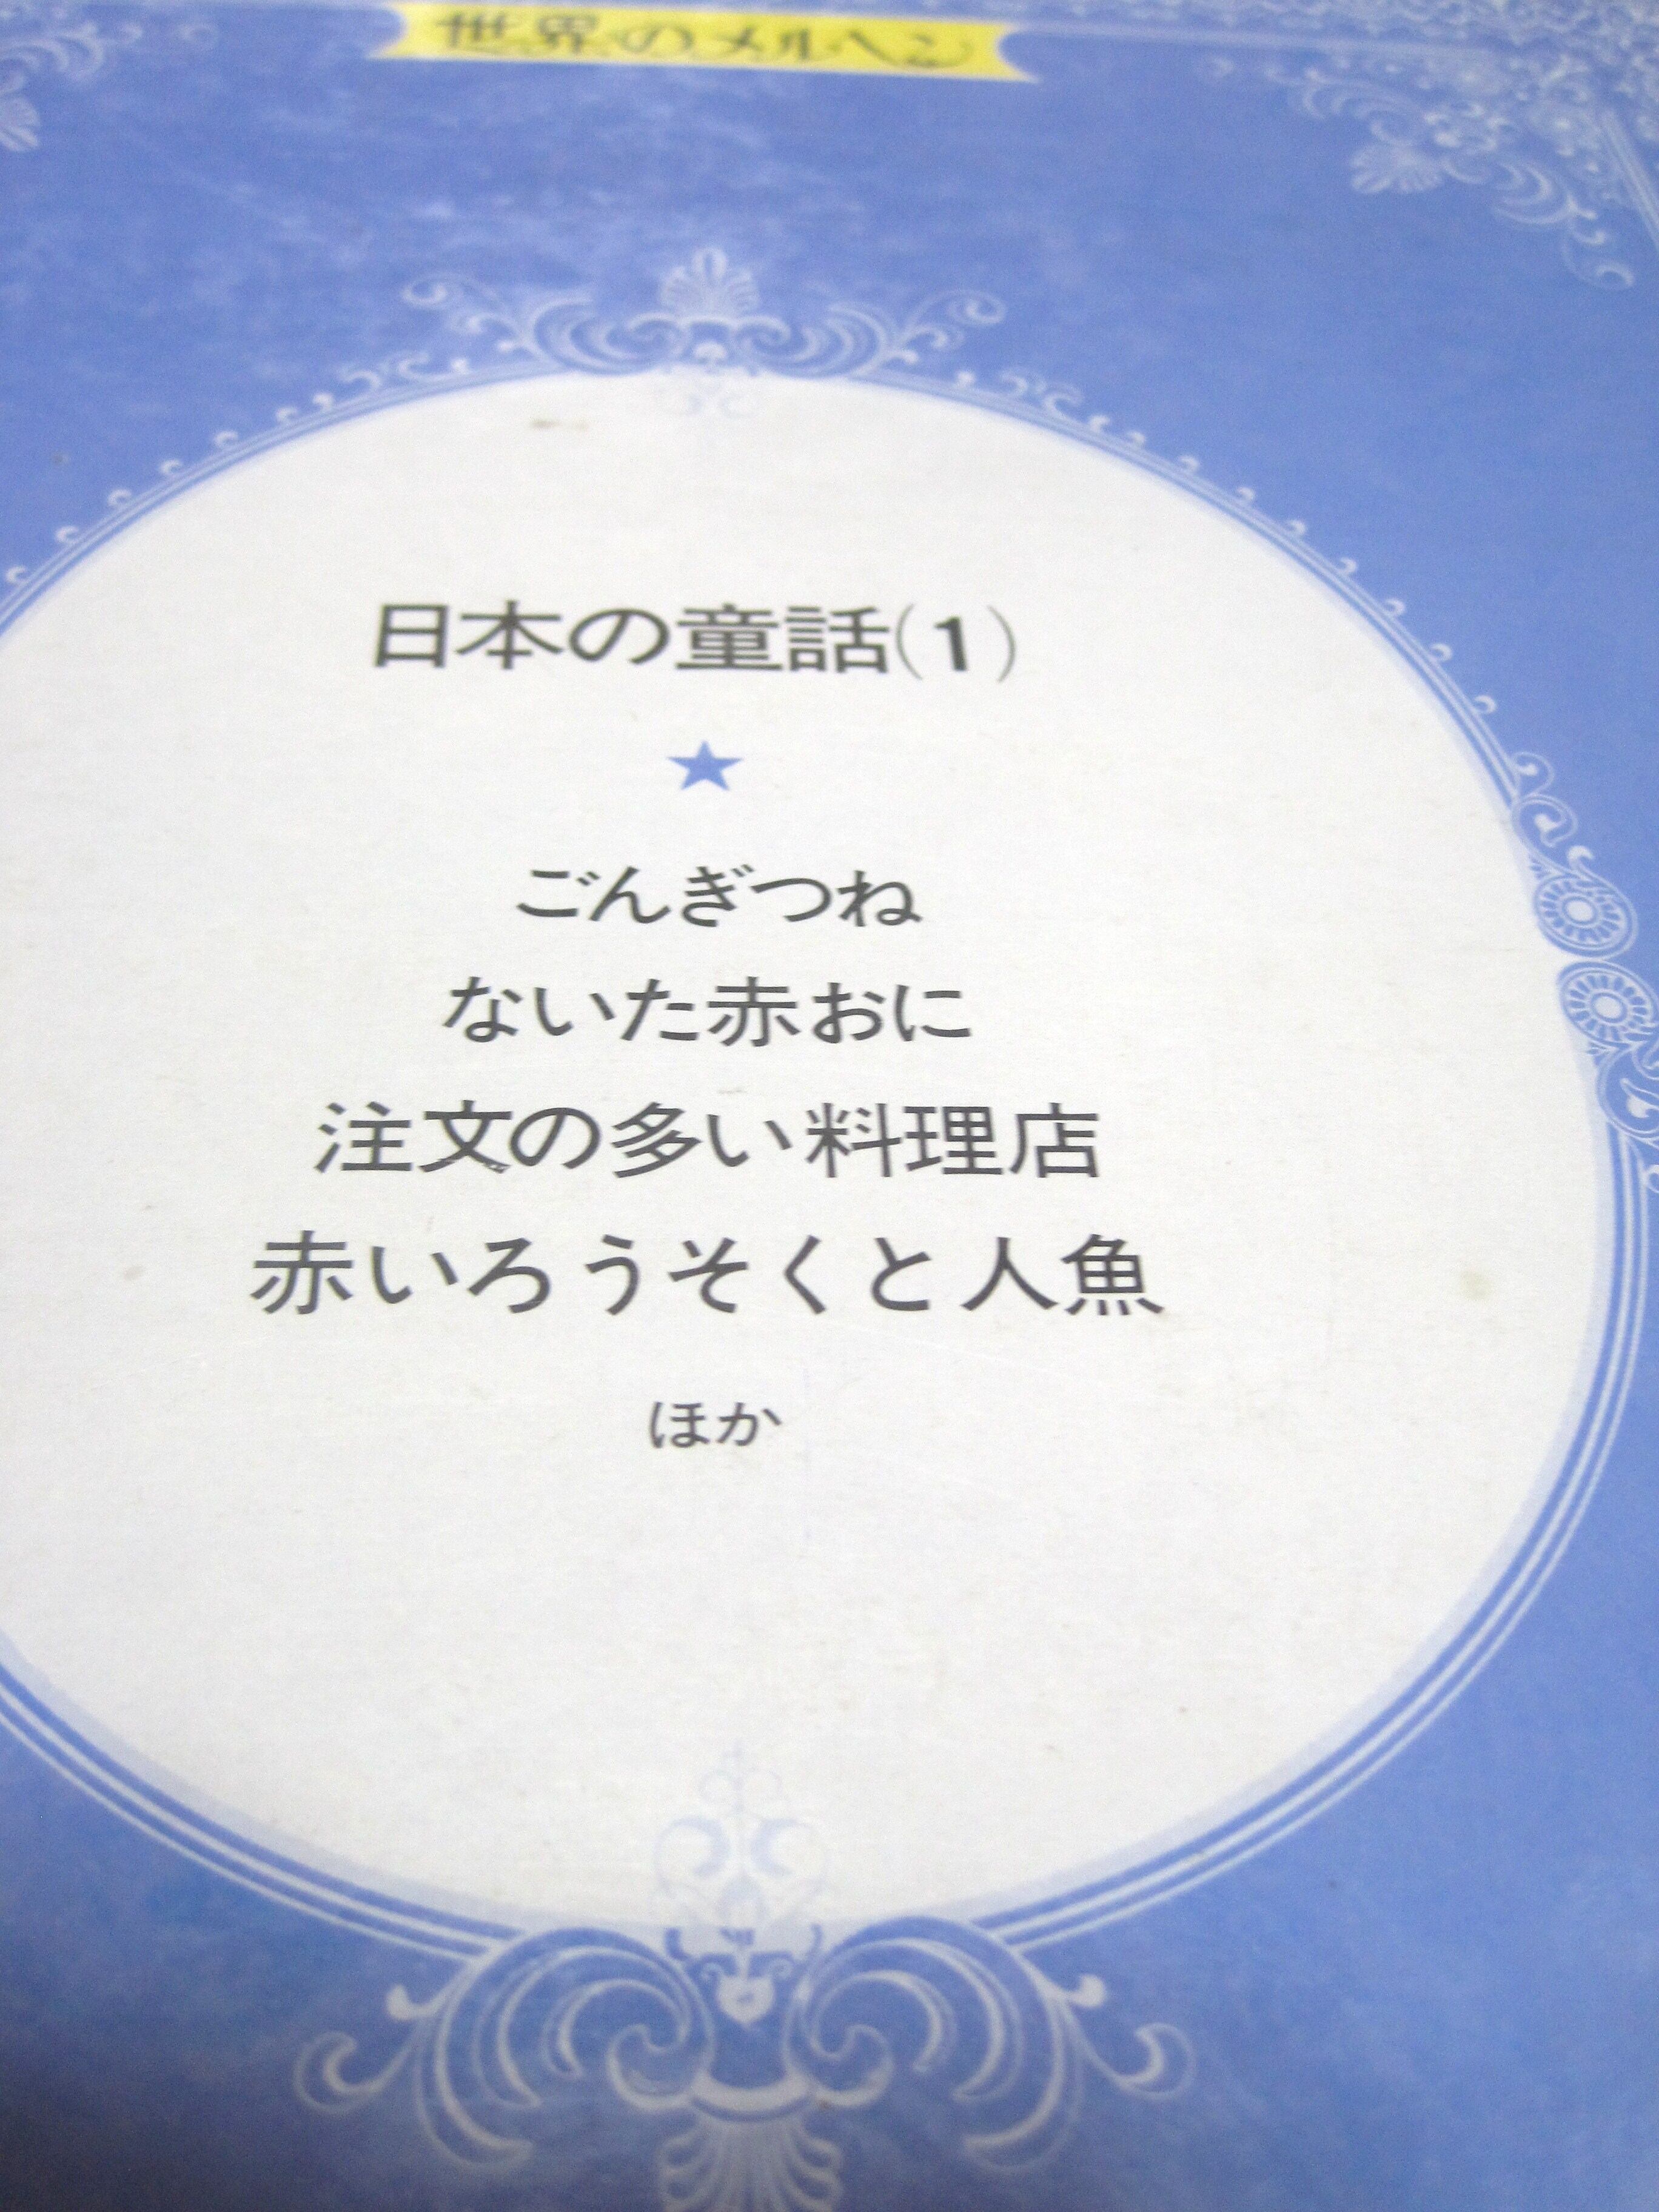 世界のメルヘン
日本の童話(1)
★
ごんぎつね
ないた赤おに
注文の多い料理店
赤いろうそくと人魚
ほか